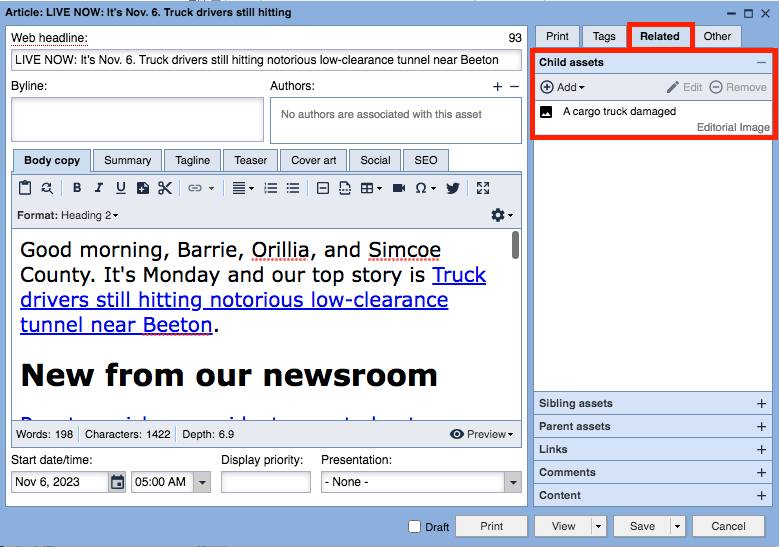 Article: LIVE NOW: It's Nov. 6. Truck drivers still hitting
Web headline:
93
LIVE NOW: It's Nov. 6. Truck drivers still hitting notorious low-clearance tunnel near Beeton
Byline:
Authors:
No authors are associated with this asset
Body copy
Summary
Tagline
Teaser
Cover art
Social
SEO
B I U
Format: Heading 2
Good morning, Barrie, Orillia, and Simcoe
County. It's Monday and our top story is Truck
drivers still hitting notorious low-clearance
tunnel near Beeton.
New from our newsroom
Words: 198
Characters: 1422
Depth: 6.9
Preview
Start date/time:
Display priority:
Presentation:
Nov 6, 2023
05:00 AM
- None -
Print
Tags
Related
Other
Child assets
Add
Edit
Remove
A cargo truck damaged
Editorial Image
Sibling assets
Parent assets
Links
Comments
Content
Draft
Print
View
Save
Cancel